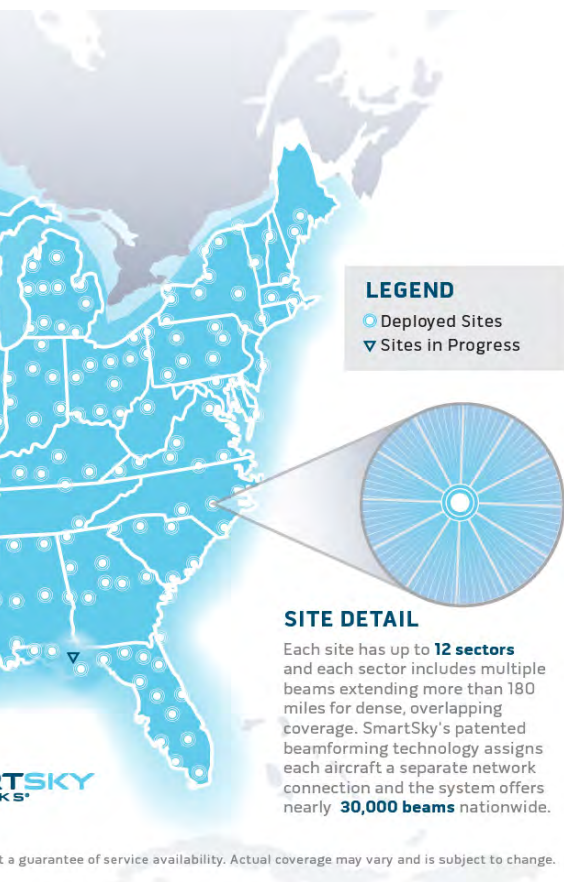 LEGEND
Deployed Sites
Sites in Progress
SITE DETAIL
Each site has up to 12 sectors
and each sector includes multiple
beams extending more than 180
miles for dense, overlapping
coverage. SmartSky's patented
beamforming technology assigns
each aircraft a separate network
connection and the system offers
nearly 30,000 beams nationwide.
RTSKY
KS®
t a guarantee of service availability. Actual coverage may vary and is subject to change.